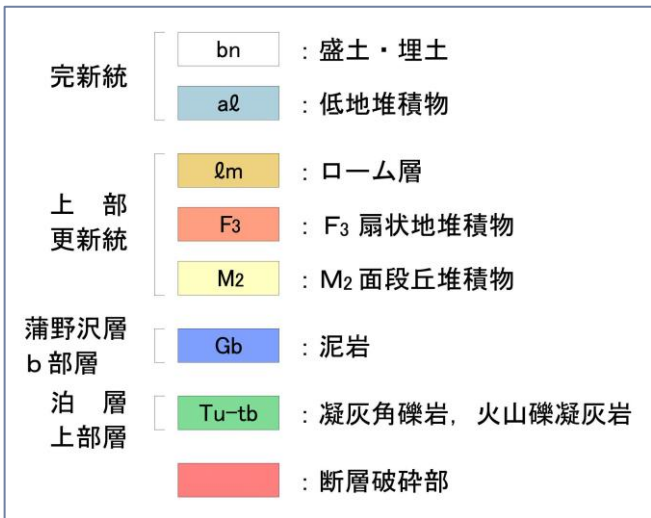 完新統
bn : 盛土・埋土
aℓ : 低地堆積物
上 部
更新統
ℓm : ローム層
F3 : F3 扇状地堆積物
M2 : M2 面段丘堆積物
蒲野沢層
b 部層
Gb : 泥岩
泊 層
上部層
Tu-tb : 凝灰角礫岩, 火山礫凝灰岩
: 断層破砕部